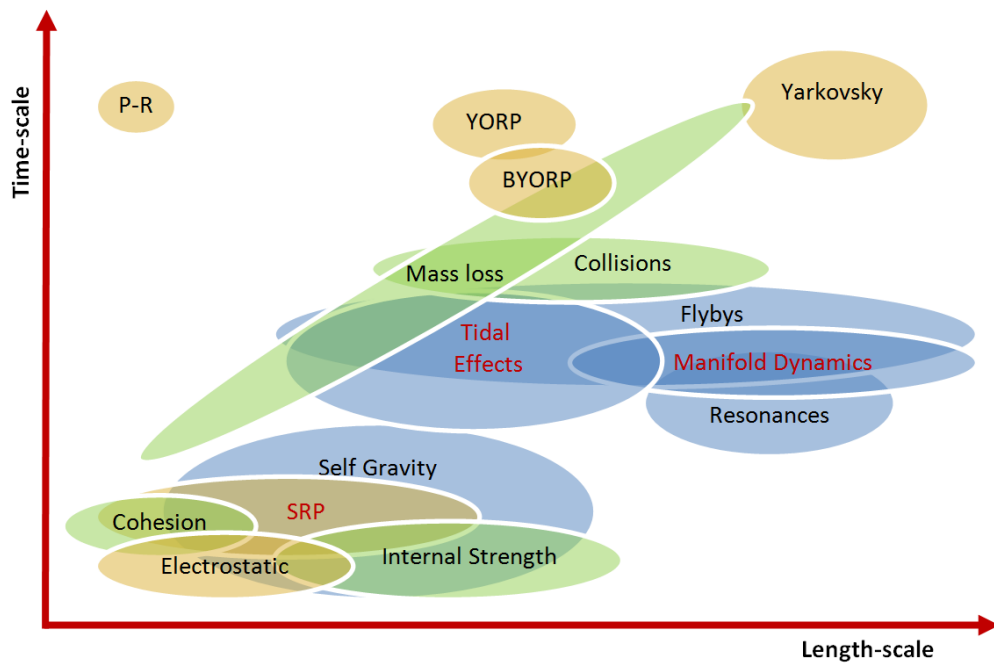 Time-scale
P-R
YORP
Yarkovsky
BYORP
Mass loss
Collisions
Flybys
Tidal
Effects
Manifold Dynamics
Resonances
Self Gravity
SRP
Cohesion
Electrostatic
Internal Strength
Length-scale